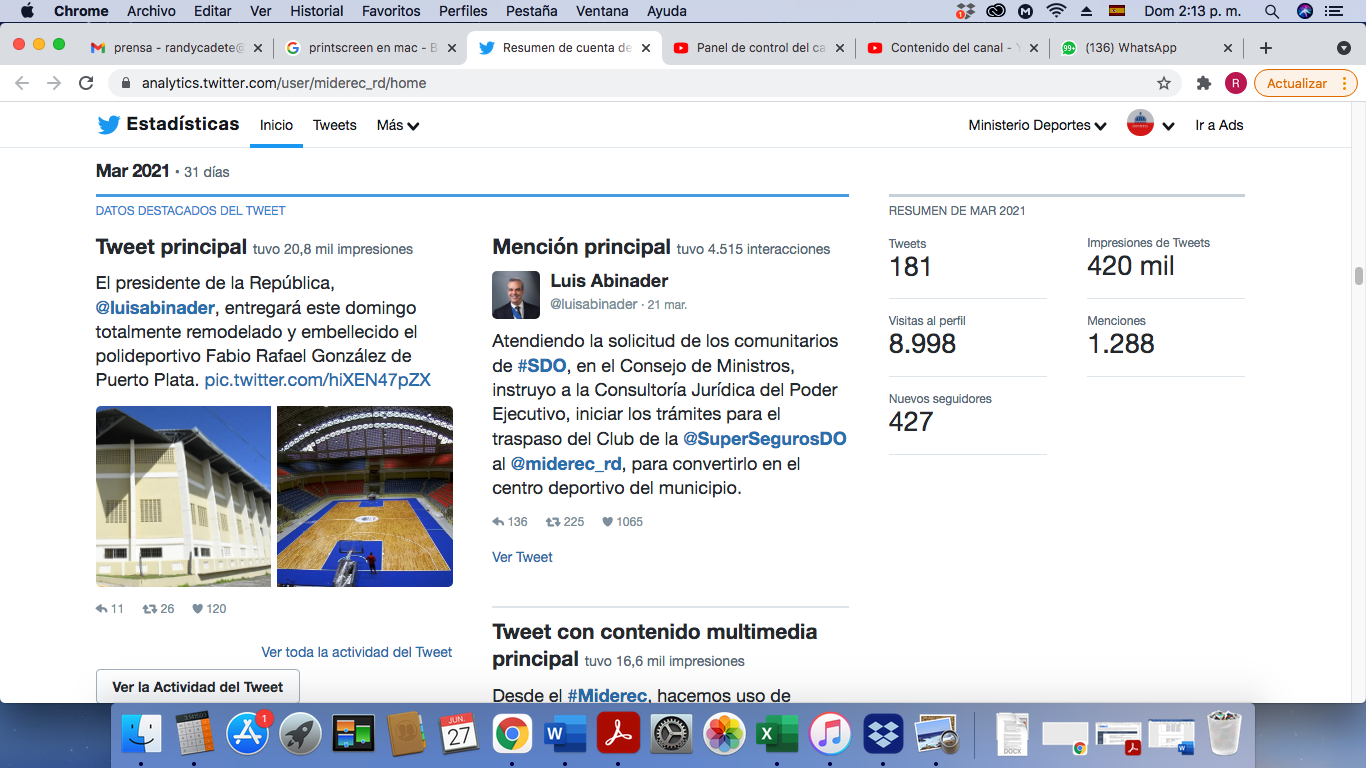 Chrome Archivo Editar Ver Historial Favoritos Perfiles Pestaña Ventana Ayuda
1 Dom 2:13 p. m.
prensa - randycadete@
printscreen en mac - B
Resumen de cuenta de
Panel de control del ca
Contenido del canal - Y
99+ (136) WhatsApp
analytics.twitter.com/user/miderec_rd/home
R
Actualizar
Estadísticas Inicio Tweets Más
Ministerio Deportes Ir a Ads
Mar 2021 · 31 días
DATOS DESTACADOS DEL TWEET
Tweet principal tuvo 20,8 mil impresiones
El presidente de la República,
@luisabinader, entregará este domingo
totalmente remodelado y embellecido el
polideportivo Fabio Rafael González de
Puerto Plata. pic.twitter.com/hiXEN47pZX
11 26 120
Ver toda la actividad del Tweet
Ver la Actividad del Tweet
Mención principal tuvo 4.515 interacciones
Luis Abinader
@luisabinader · 21 mar.
Atendiendo la solicitud de los comunitarios
de #SDO, en el Consejo de Ministros,
instruyo a la Consultoría Jurídica del Poder
Ejecutivo, iniciar los trámites para el
traspaso del Club de la @SuperSegurosDO
al @miderec_rd, para convertirlo en el
centro deportivo del municipio.
136 225 1065
Ver Tweet
Tweet con contenido multimedia
principal tuvo 16,6 mil impresiones
Desde el #Miderec, hacemos uso de
RESUMEN DE MAR 2021
Tweets
181
Impresiones de Tweets
420 mil
Visitas al perfil
8.998
Menciones
1.288
Nuevos seguidores
427
1
JUN.
27
W
X
DOCX